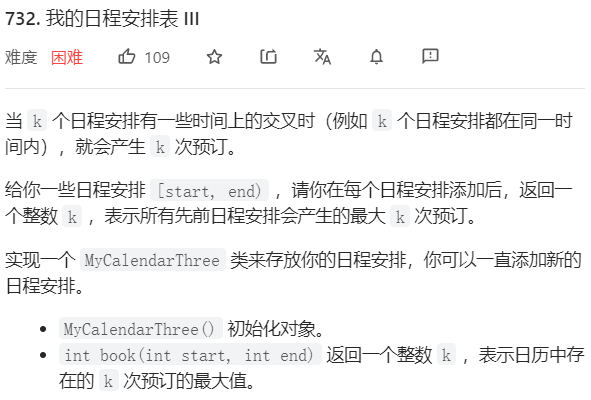 732. 我的日程安排表 III
难度 困难 109
当 k 个日程安排有一些时间上的交叉时（例如 k 个日程安排都在同一时
间内），就会产生 k 次预订。
给你一些日程安排 [start, end) ，请你在每个日程安排添加后，返回一
个整数 k ，表示所有先前日程安排会产生的最大 k 次预订。
实现一个 MyCalendarThree 类来存放你的日程安排，你可以一直添加新的
日程安排。
• MyCalendarThree() 初始化对象。
• int book(int start, int end) 返回一个整数 k ，表示日历中存
在的 k 次预订的最大值。